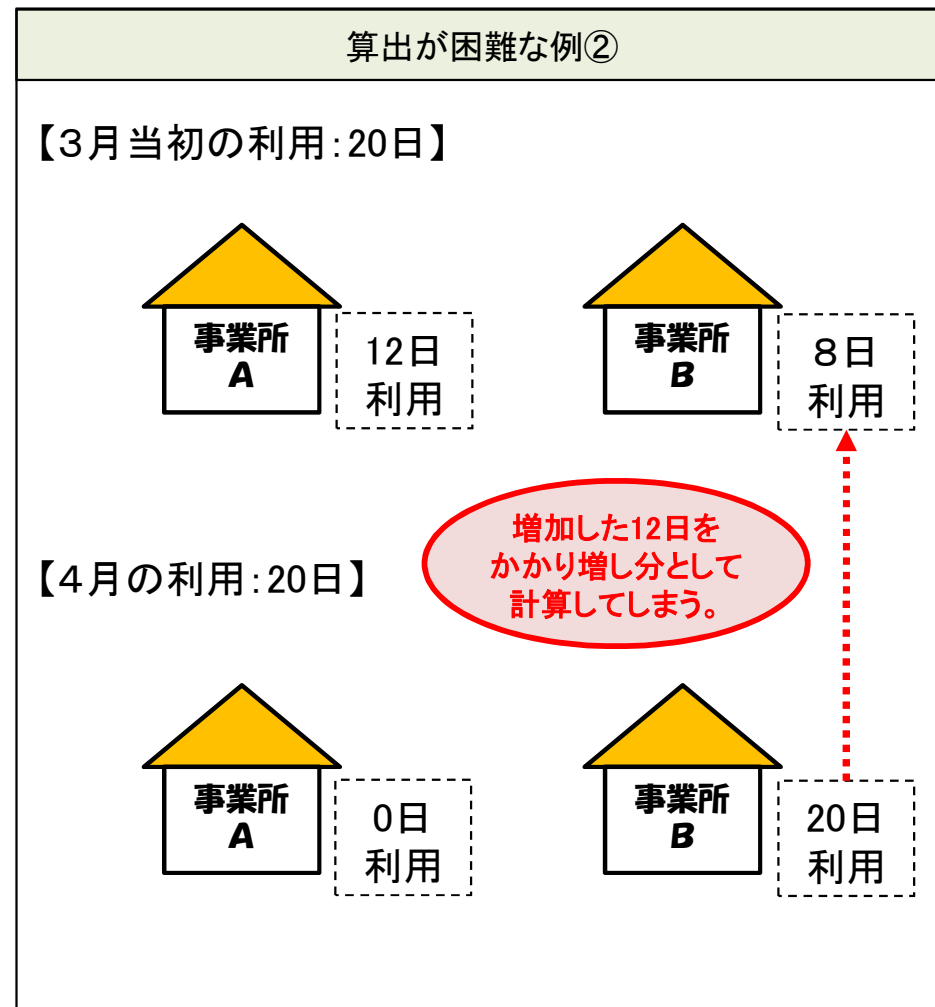 算出が困難な例②
【３月当初の利用：20日】
事業所
A
12日
利用
事業所
B
８日
利用
増加した12日を
かかり増し分として
計算してしまう。
【４月の利用：20日】
事業所
A
0日
利用
事業所
B
20日
利用